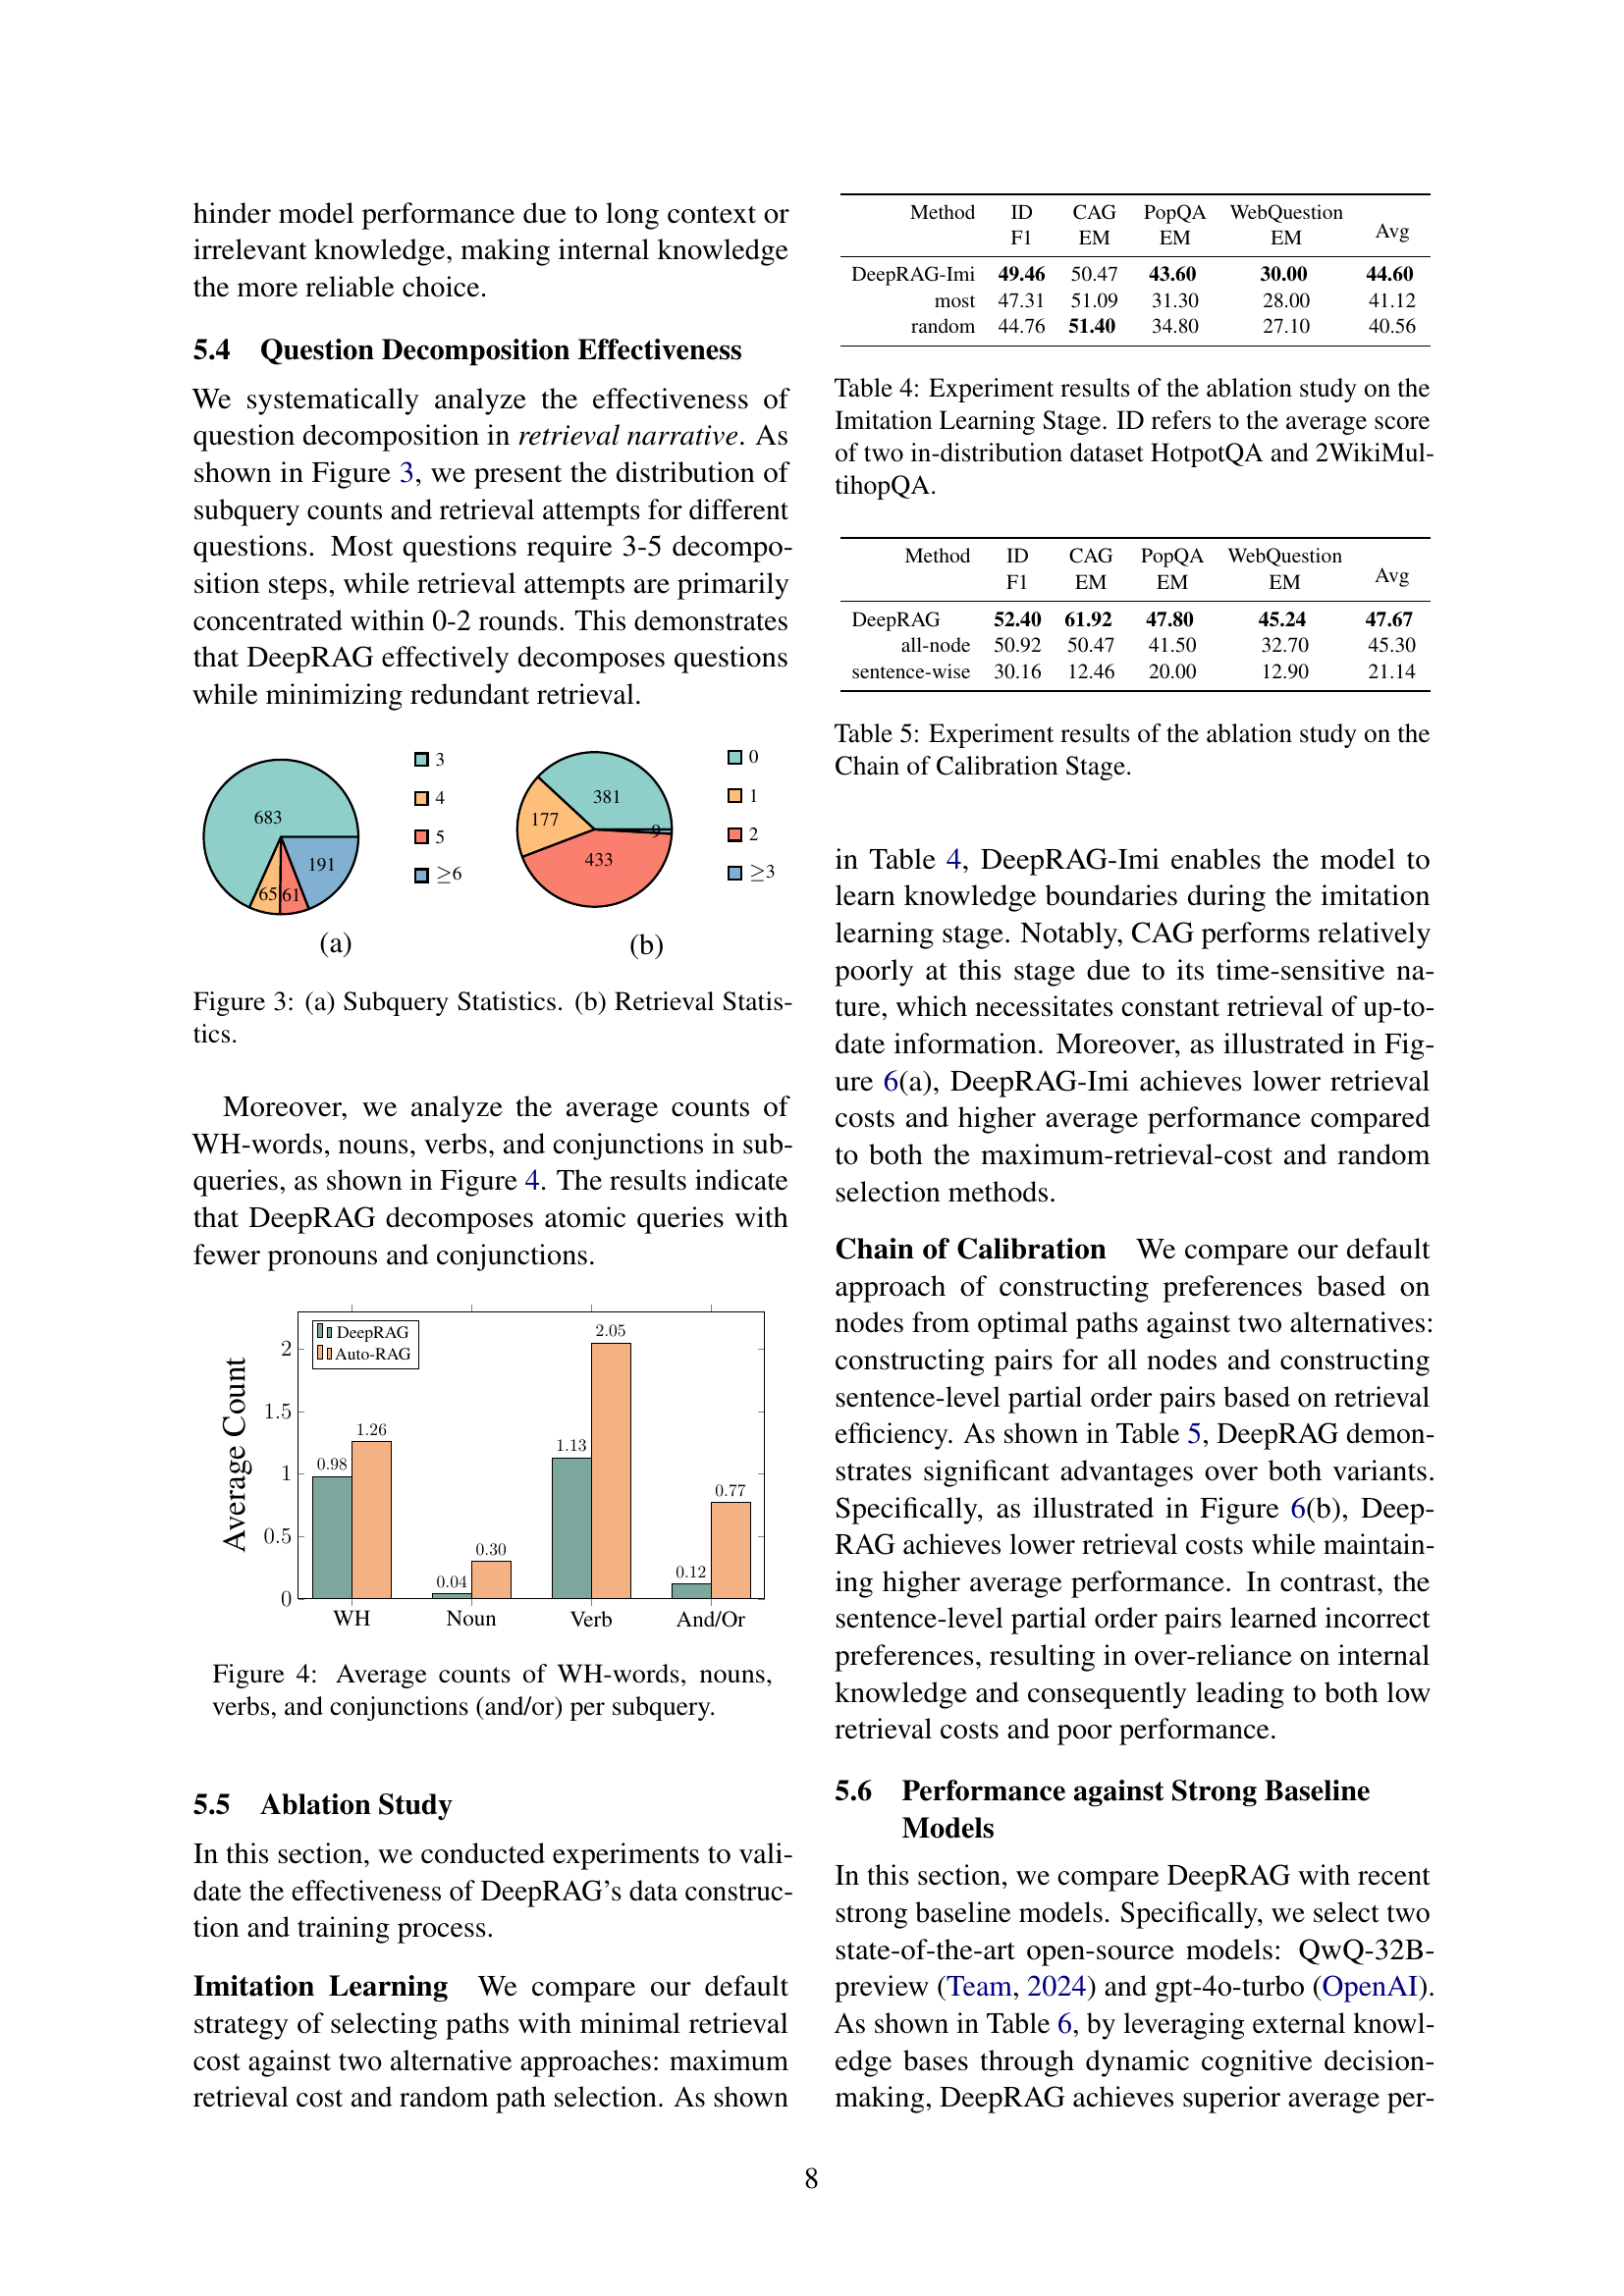 hinder model performance due to long context or
irrelevant knowledge, making internal knowledge
the more reliable choice.
5.4 Question Decomposition Effectiveness
We systematically analyze the effectiveness of
question decomposition in retrieval narrative. As
shown in Figure 3, we present the distribution of
subquery counts and retrieval attempts for different
questions. Most questions require 3-5 decompo-
sition steps, while retrieval attempts are primarily
concentrated within 0-2 rounds. This demonstrates
that DeepRAG effectively decomposes questions
while minimizing redundant retrieval.
683
65
61
191
3
4
5
≥6
(a)
381
177
433
9
0
1
2
≥3
(b)
Figure 3: (a) Subquery Statistics. (b) Retrieval Statis-
tics.
Moreover, we analyze the average counts of
WH-words, nouns, verbs, and conjunctions in sub-
queries, as shown in Figure 4. The results indicate
that DeepRAG decomposes atomic queries with
fewer pronouns and conjunctions.
Average Count
2
1.5
1
0.5
0
DeepRAG
Auto-RAG
0.98
1.26
0.04
0.30
1.13
2.05
0.12
0.77
WH Noun Verb And/Or
Figure 4: Average counts of WH-words, nouns,
verbs, and conjunctions (and/or) per subquery.
5.5 Ablation Study
In this section, we conducted experiments to vali-
date the effectiveness of DeepRAG's data construc-
tion and training process.
Imitation Learning We compare our default
strategy of selecting paths with minimal retrieval
cost against two alternative approaches: maximum
retrieval cost and random path selection. As shown
Method ID CAG PopQA WebQuestion Avg
F1 EM EM EM
DeepRAG-Imi 49.46 50.47 43.60 30.00 44.60
most 47.31 51.09 31.30 28.00 41.12
random 44.76 51.40 34.80 27.10 40.56
Table 4: Experiment results of the ablation study on the
Imitation Learning Stage. ID refers to the average score
of two in-distribution dataset HotpotQA and 2WikiMul-
tihopQA.
Method ID CAG PopQA WebQuestion Avg
F1 EM EM EM
DeepRAG 52.40 61.92 47.80 45.24 47.67
all-node 50.92 50.47 41.50 32.70 45.30
sentence-wise 30.16 12.46 20.00 12.90 21.14
Table 5: Experiment results of the ablation study on the
Chain of Calibration Stage.
in Table 4, DeepRAG-Imi enables the model to
learn knowledge boundaries during the imitation
learning stage. Notably, CAG performs relatively
poorly at this stage due to its time-sensitive na-
ture, which necessitates constant retrieval of up-to-
date information. Moreover, as illustrated in Fig-
ure 6(a), DeepRAG-Imi achieves lower retrieval
costs and higher average performance compared
to both the maximum-retrieval-cost and random
selection methods.
Chain of Calibration We compare our default
approach of constructing preferences based on
nodes from optimal paths against two alternatives:
constructing pairs for all nodes and constructing
sentence-level partial order pairs based on retrieval
efficiency. As shown in Table 5, DeepRAG demon-
strates significant advantages over both variants.
Specifically, as illustrated in Figure 6(b), Deep-
RAG achieves lower retrieval costs while maintain-
ing higher average performance. In contrast, the
sentence-level partial order pairs learned incorrect
preferences, resulting in over-reliance on internal
knowledge and consequently leading to both low
retrieval costs and poor performance.
5.6 Performance against Strong Baseline
Models
In this section, we compare DeepRAG with recent
strong baseline models. Specifically, we select two
state-of-the-art open-source models: QwQ-32B-
preview (Team, 2024) and gpt-4o-turbo (OpenAI).
As shown in Table 6, by leveraging external knowl-
edge bases through dynamic cognitive decision-
making, DeepRAG achieves superior average per-
8